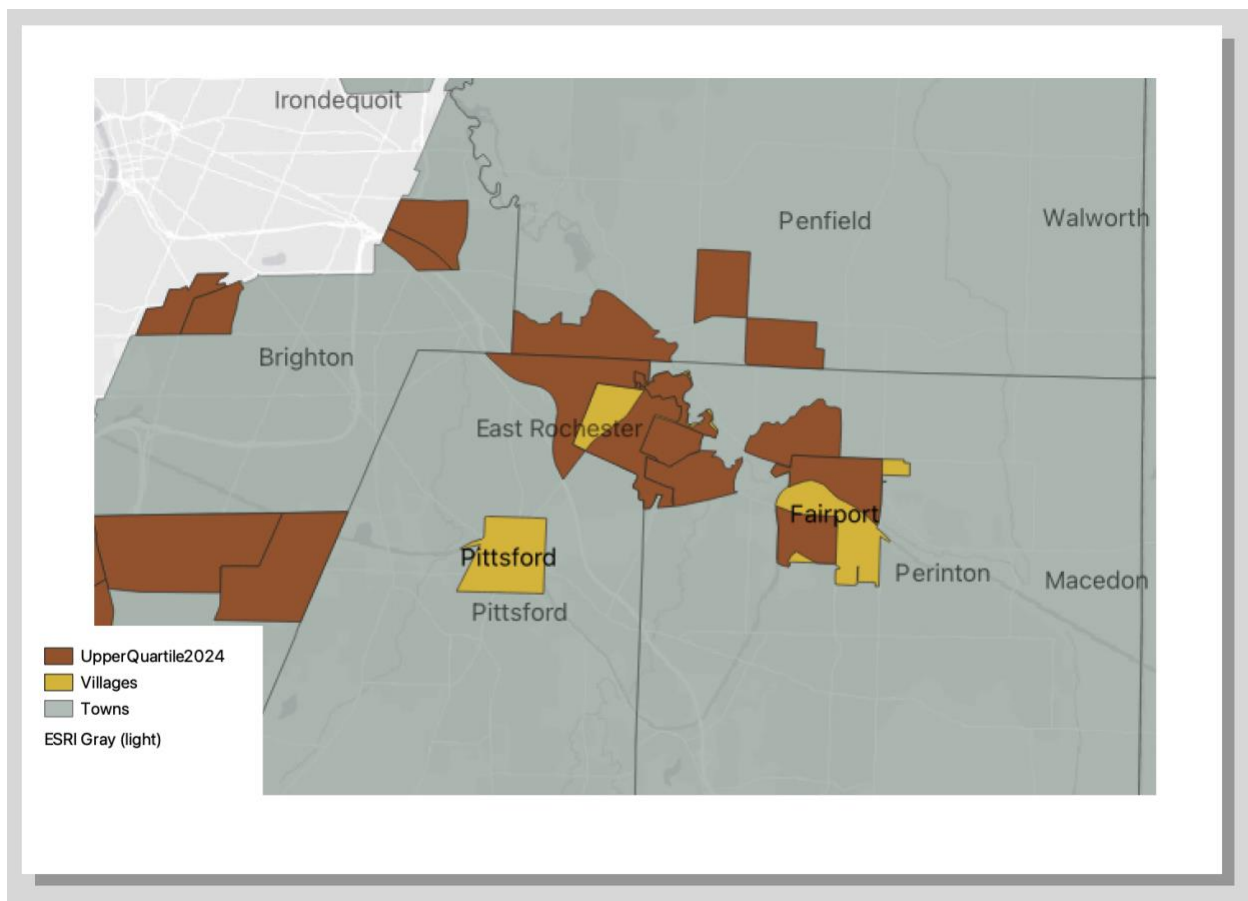 Irondequoit
Penfield
Walworth
Brighton
East Rochester
Fairport
Pittsford
Perinton
Macedon
Pittsford
UpperQuartile2024
Villages
Towns
ESRI Gray (light)